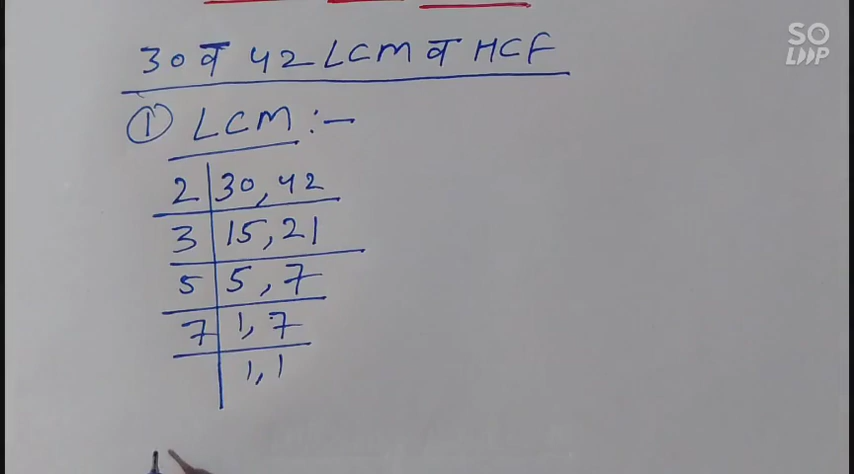 30 व 42 LCM व HCF
SO
LOOP
① LCM :-
2 | 30, 42
3 | 15, 21
5 | 5, 7
7 | 1, 7
1, 1